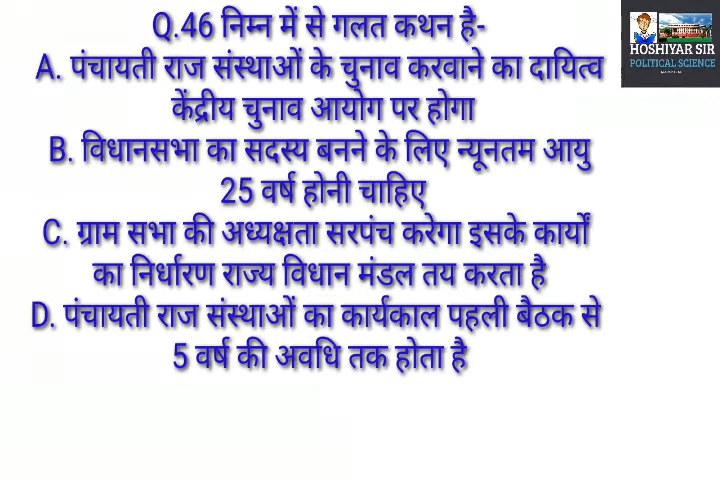 Q.46 निम्न में से गलत कथन है-
A. पंचायती राज संस्थाओं के चुनाव करवाने का दायित्व
केंद्रीय चुनाव आयोग पर होगा
B. विधानसभा का सदस्य बनने के लिए न्यूनतम आयु
25 वर्ष होनी चाहिए
C. ग्राम सभा की अध्यक्षता सरपंच करेगा इसके कार्यों
का निर्धारण राज्य विधान मंडल तय करता है
D. पंचायती राज संस्थाओं का कार्यकाल पहली बैठक से
5 वर्ष की अवधि तक होता है
HOSHIYAR SIR
POLITICAL SCIENCE